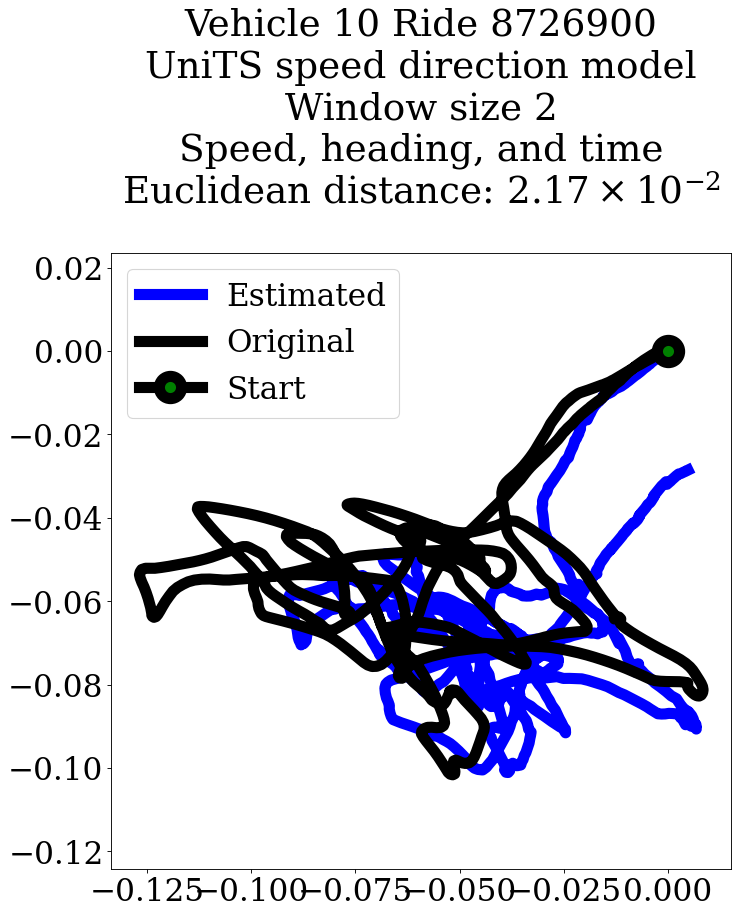 Vehicle 10 Ride 8726900
UniTS speed direction model
Window size 2
Speed, heading, and time
Euclidean distance: 2.17 × 10⁻²
0.02
0.00
−0.02
−0.04
−0.06
−0.08
−0.10
−0.12
Estimated
Original
Start
−0.125 −0.100 −0.075 −0.050 −0.025 0.000